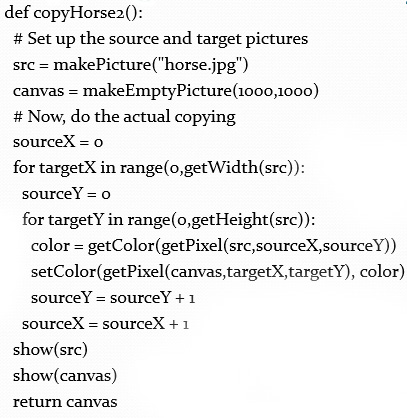 def copyHorse2():
# Set up the source and target pictures
src = makePicture("horse.jpg")
canvas = makeEmptyPicture(1000,1000)
# Now, do the actual copying
sourceX = 0
for targetX in range(0,getWidth(src)):
sourceY = 0
for targetY in range(0,getHeight(src)):
color = getColor(getPixel(src,sourceX,sourceY))
setColor(getPixel(canvas,targetX,targetY), color)
sourceY = sourceY + 1
sourceX = sourceX + 1
show(src)
show(canvas)
return canvas